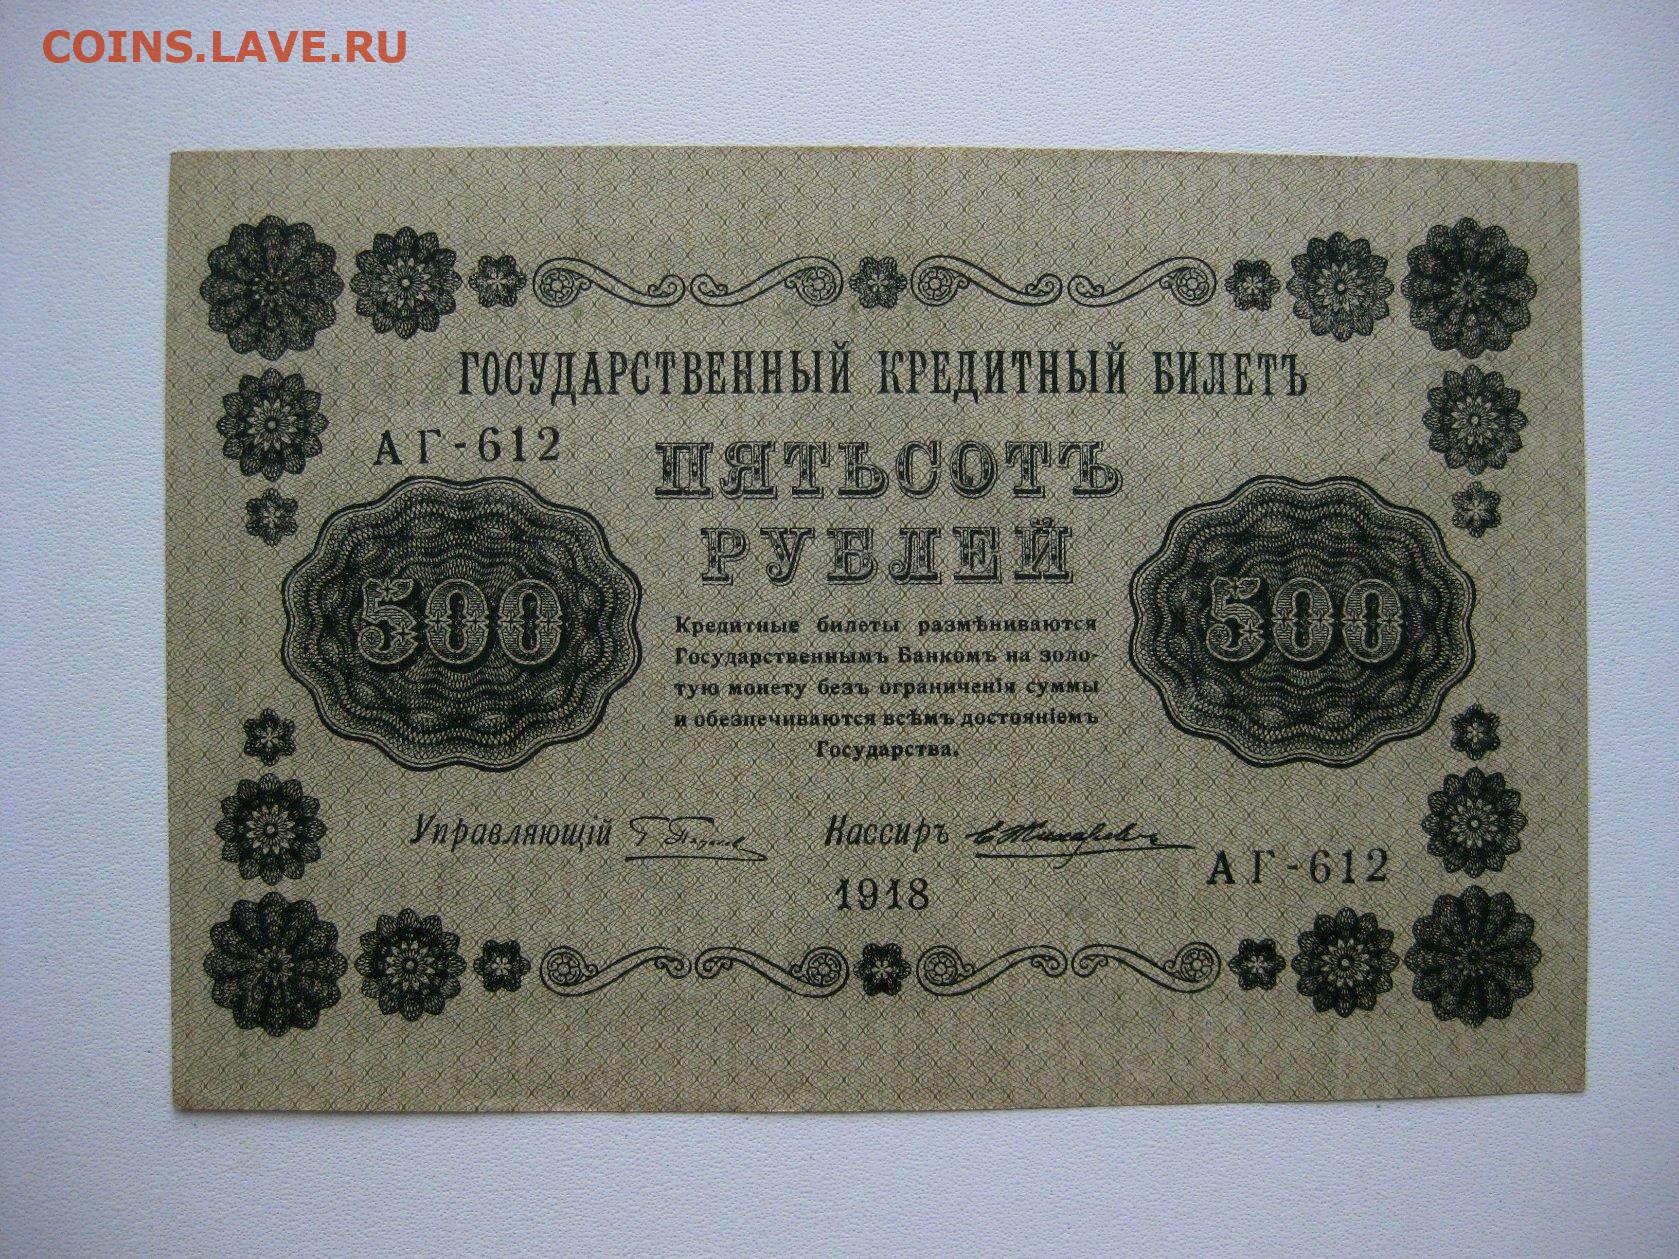 COINS.LAVE.RU
ГОСУДАРСТВЕННЫЙ КРЕДИТНЫЙ БИЛЕТЪ
АГ-612
ПЯТЬСОТЪ
РУБЛЕЙ
500
500
Кредитные билеты размѣниваются
Государственнымъ Банкомъ на золо-
тую монету безъ ограниченія суммы
и обезпечиваются всѣмъ достояніемъ
Государства.
Управляющій
Кассиръ
АГ-612
1918